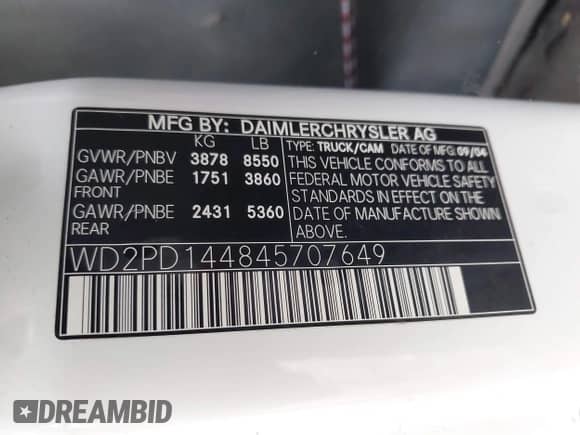 MFG BY: DAIMLERCHRYSLER AG
KG LB
GVWR/PNBV 3878 8550
GAWR/PNBE 1751 3860
FRONT
GAWR/PNBE 2431 5360
REAR
TYPE: TRUCK/CAM DATE OF MFG. 09/04
THIS VEHICLE CONFORMS TO ALL
FEDERAL MOTOR VEHICLE SAFETY
STANDARDS IN EFFECT ON THE
DATE OF MANUFACTURE SHOWN
ABOVE.
WD2PD144845707649
DREAMBID